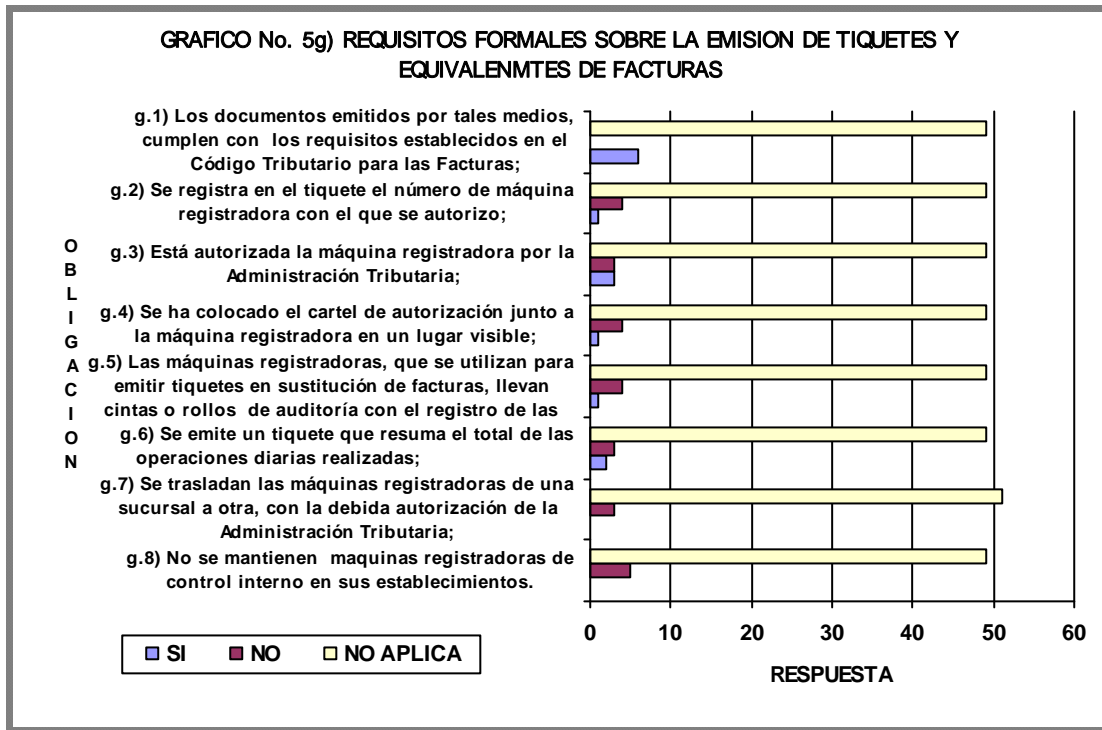 GRAFICO No. 5g) REQUISITOS FORMALES SOBRE LA EMISION DE TIQUETES Y
EQUIVALENMTES DE FACTURAS
OBLIGACION
g.1) Los documentos emitidos por tales medios,
cumplen con los requisitos establecidos en el
Código Tributario para las Facturas;
g.2) Se registra en el tiquete el número de máquina
registradora con el que se autorizo;
g.3) Está autorizada la máquina registradora por la
Administración Tributaria;
g.4) Se ha colocado el cartel de autorización junto a
la máquina registradora en un lugar visible;
g.5) Las máquinas registradoras, que se utilizan para
emitir tiquetes en sustitución de facturas, llevan
cintas o rollos de auditoría con el registro de las
g.6) Se emite un tiquete que resuma el total de las
operaciones diarias realizadas;
g.7) Se trasladan las máquinas registradoras de una
sucursal a otra, con la debida autorización de la
Administración Tributaria;
g.8) No se mantienen maquinas registradoras de
control interno en sus establecimientos.
0 10 20 30 40 50 60
RESPUESTA
SI NO NO APLICA